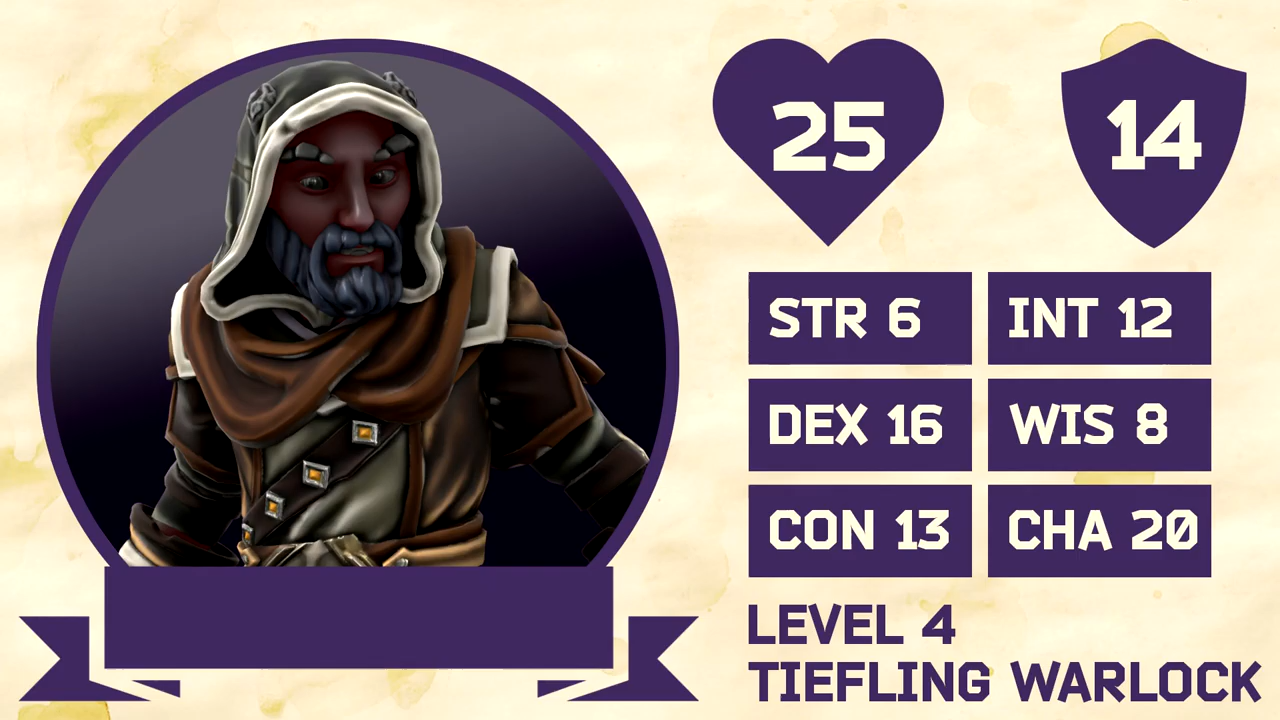 25
14
STR 6
INT 12
DEX 16
WIS 8
CON 13
CHA 20
LEVEL 4
TIEFLING WARLOCK